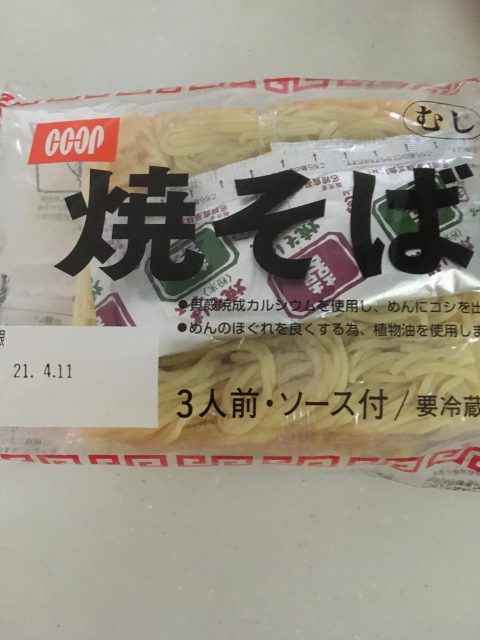 COOP
むし
焼そば
●貝殻焼成カルシウムを使用し、めんにコシを出
●めんのほぐれを良くする為、植物油を使用しま
限
21. 4.11
3人前・ソース付/要冷蔵